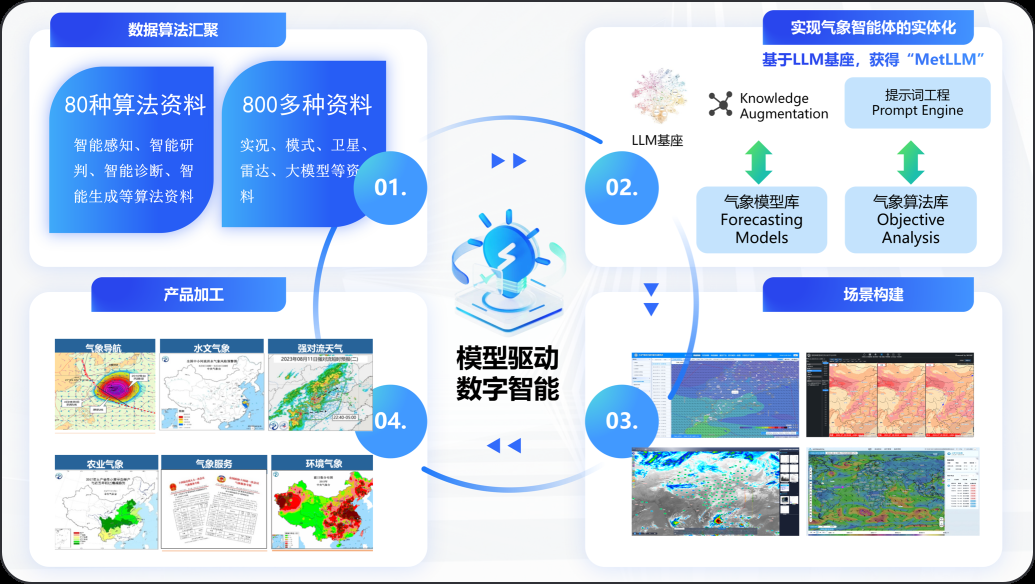 数据算法汇聚
80种算法资料
智能感知、智能研
判、智能诊断、智
能生成等算法资料
800多种资料
实况、模式、卫星、
雷达、大模型等资
料
01.
实现气象智能体的实体化
基于LLM基座，获得“MetLLM”
LLM基座
Knowledge
Augmentation
提示词工程
Prompt Engine
气象模型库
Forecasting
Models
气象算法库
Objective
Analysis
02.
模型驱动
数字智能
场景构建
03.
产品加工
气象导航
水文气象
强对流天气
农业气象
气象服务
环境气象
04.